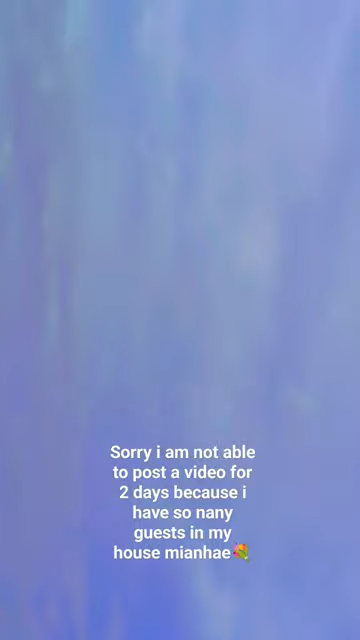 Sorry i am not able
to post a video for
2 days because i
have so nany
guests in my
house mianhae💐